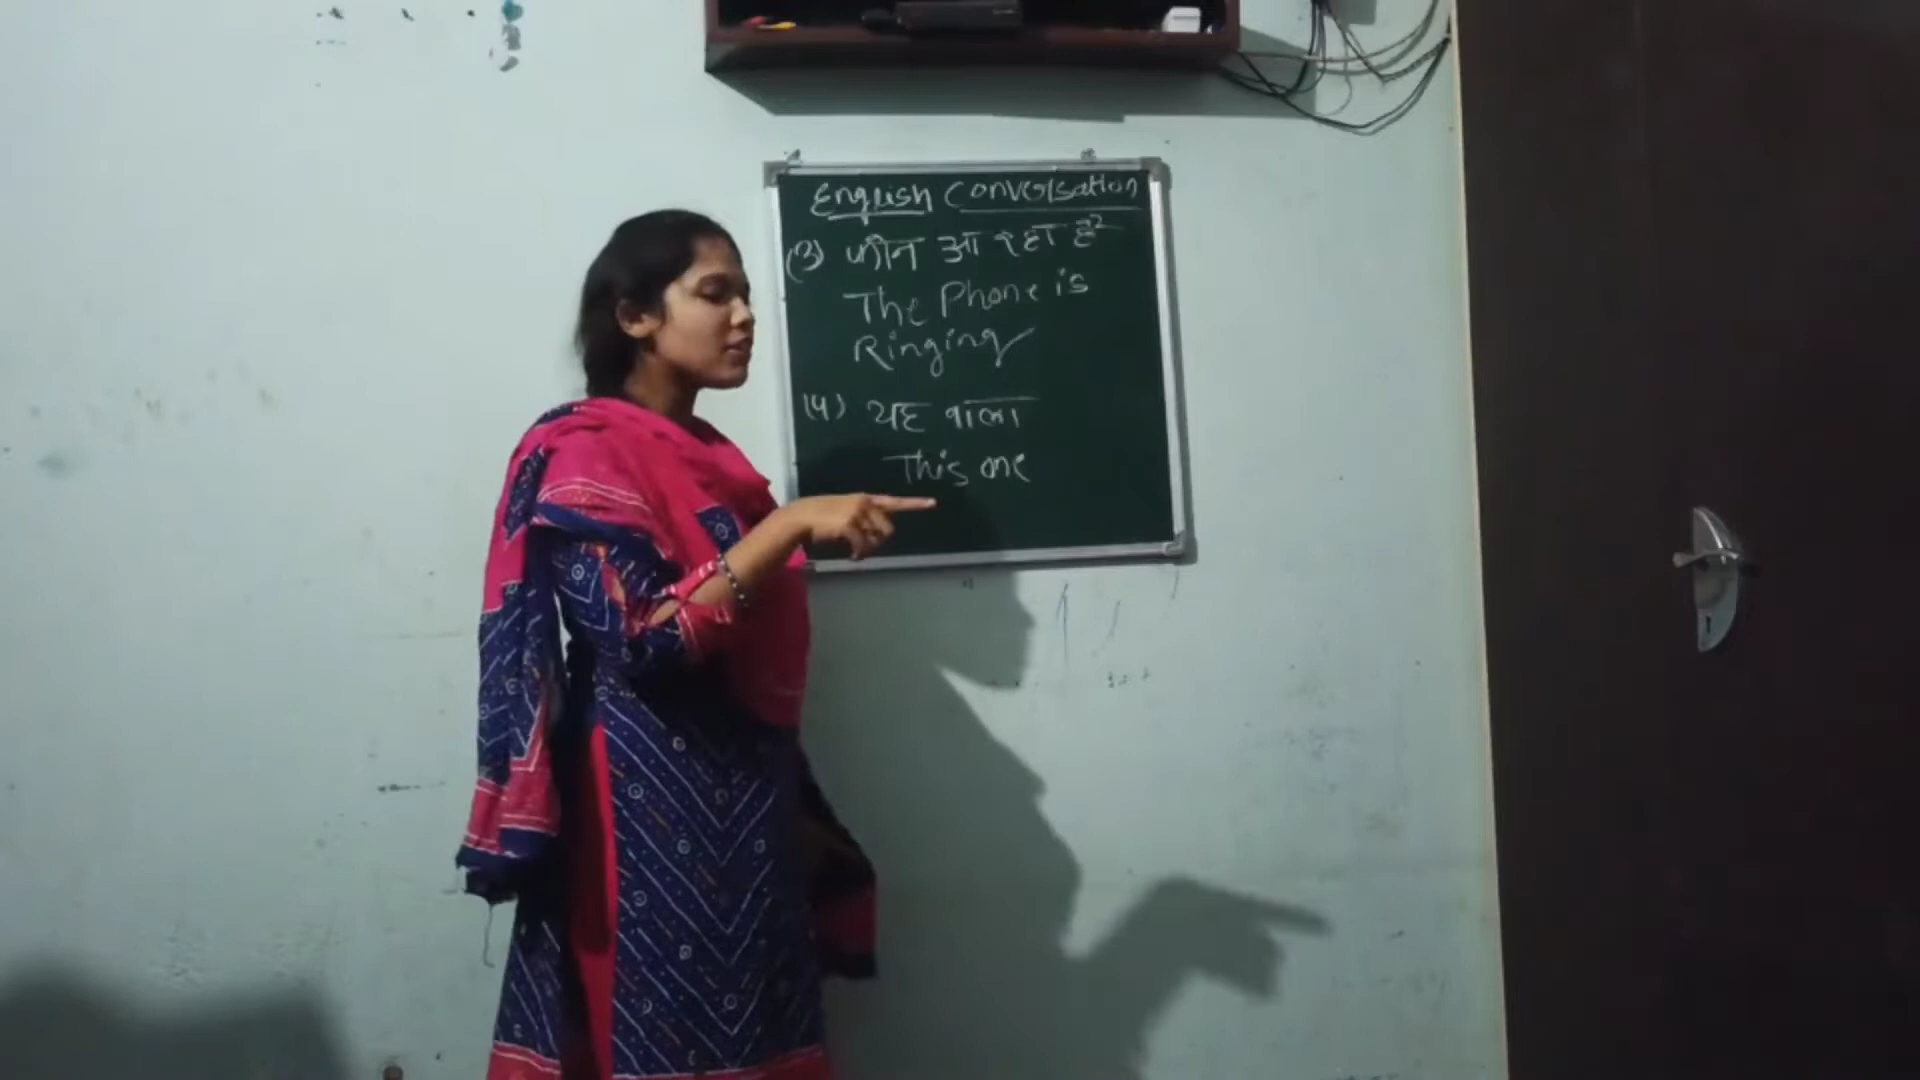 English Conversation
(3) फोन आ रहा है
The Phone is
Ringing
(4) यह वाला
This one